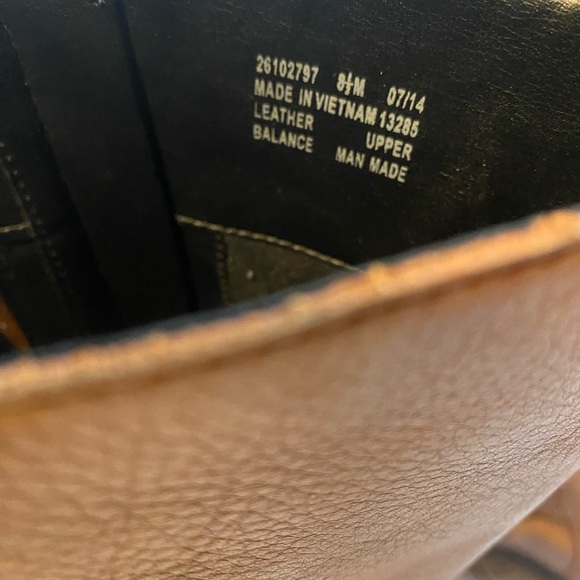 26102797 8½M 07/14
MADE IN VIETNAM 13285
LEATHER UPPER
BALANCE MAN MADE